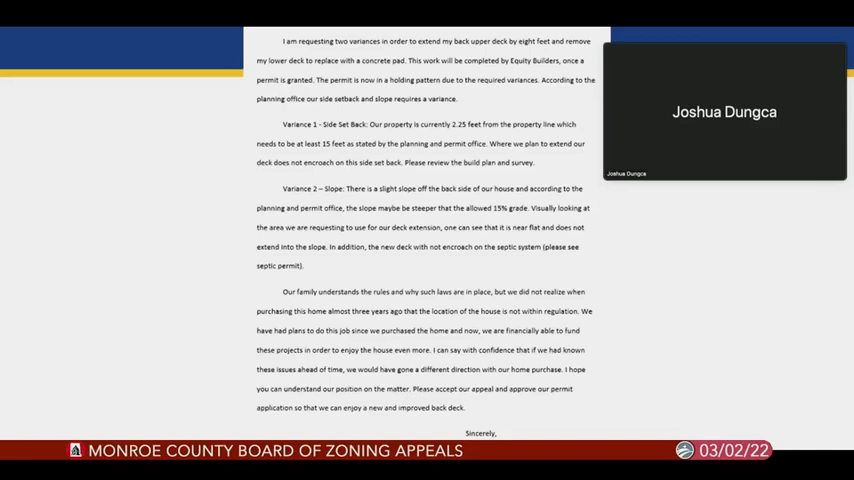 I am requesting two variances in order to extend my back upper deck by eight feet and remove
my lower deck to replace with a concrete pad. This work will be completed by Equity Builders, once a
permit is granted. The permit is now in a holding pattern due to the required variances. According to the
planning office our side setback and slope requires a variance.
Variance 1 - Side Set Back: Our property is currently 2.25 feet from the property line which
needs to be at least 15 feet as stated by the planning and permit office. Where we plan to extend our
deck does not encroach on this side set back. Please review the build plan and survey.
Variance 2 – Slope: There is a slight slope off the back side of our house and according to the
planning and permit office, the slope maybe be steeper that the allowed 15% grade. Visually looking at
the area we are requesting to use for our deck extension, one can see that it is near flat and does not
extend into the slope. In addition, the new deck with not encroach on the septic system (please see
septic permit).
Our family understands the rules and why such laws are in place, but we did not realize when
purchasing this home almost three years ago that the location of the house is not within regulation. We
have had plans to do this job since we purchased the home and now, we are financially able to fund
these projects in order to enjoy the house even more. I can say with confidence that if we had known
these issues ahead of time, we would have gone a different direction with our home purchase. I hope
you can understand our position on the matter. Please accept our appeal and approve our permit
application so that we can enjoy a new and improved back deck.
Sincerely,
Joshua Dungca
Joshua Dungca
MONROE COUNTY BOARD OF ZONING APPEALS
03/02/22